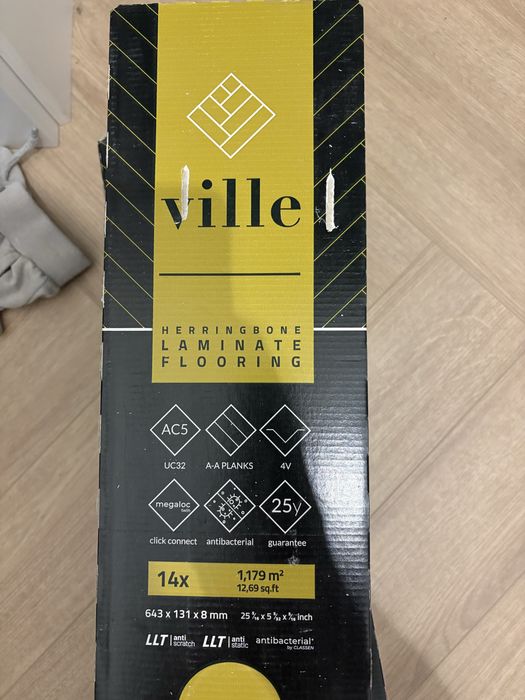 ville
HERRINGBONE
LAMINATE
FLOORING
AC5
UC32 A-A PLANKS 4V
megaloc
25y
click connect antibacterial guarantee
14x
1,179 m²
12,69 sq.ft
643 x 131 x 8 mm
inch
LLT anti scratch LLT anti static antibacterial
by CLASSEN